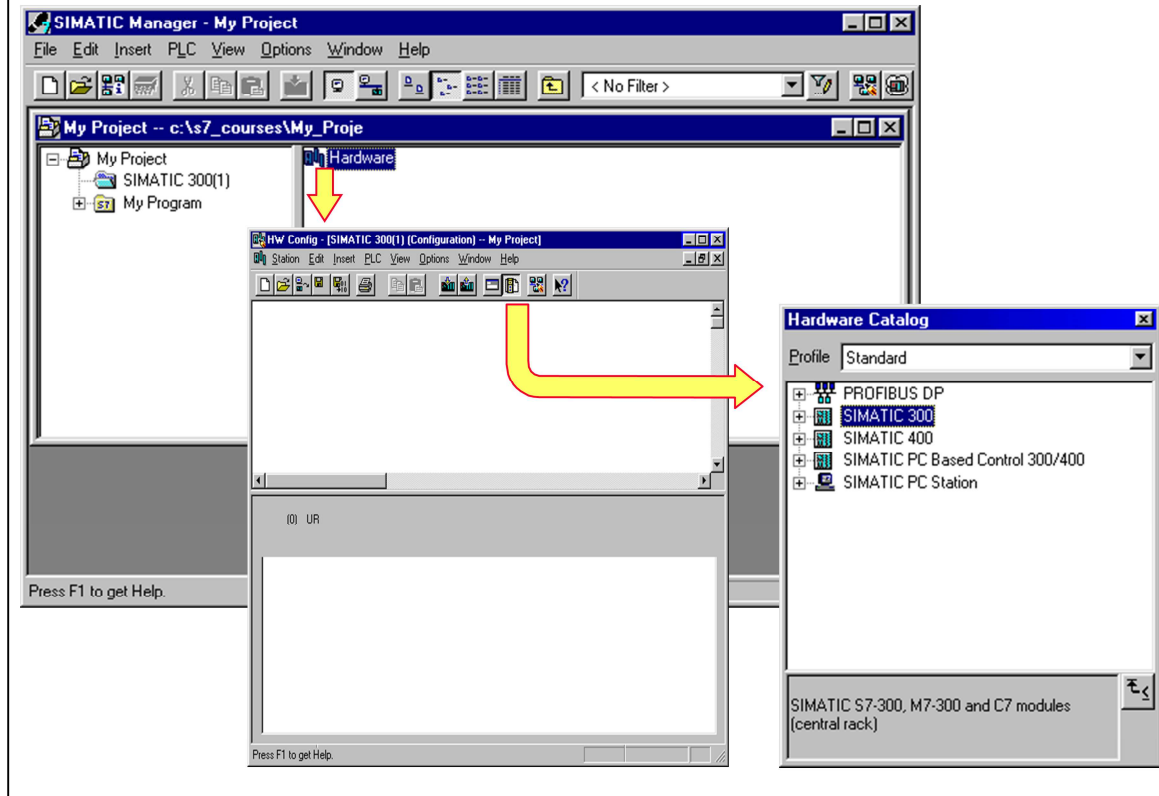 SIMATIC Manager - My Project
File Edit Insert PLC View Options Window Help
< No Filter >
My Project -- c:\s7_courses\My_Proje
My Project
SIMATIC 300(1)
My Program
Hardware
HW Config - [SIMATIC 300(1) (Configuration) -- My Project]
Station Edit Insert PLC View Options Window Help
(0) UR
Press F1 to get Help.
Hardware Catalog
Profile Standard
PROFIBUS DP
SIMATIC 300
SIMATIC 400
SIMATIC PC Based Control 300/400
SIMATIC PC Station
SIMATIC S7-300, M7-300 and C7 modules
(central rack)
Press F1 to get Help.